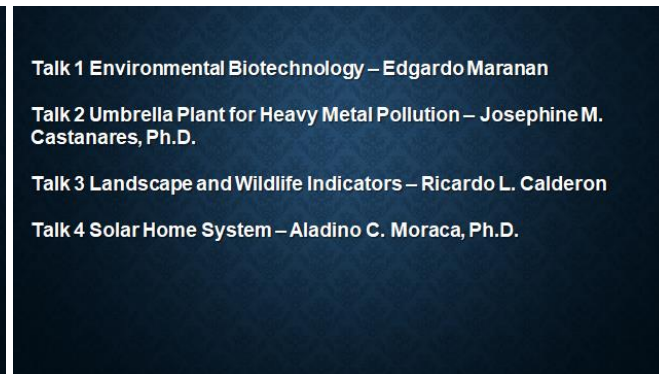 Talk 1 Environmental Biotechnology – Edgardo Maranan
Talk 2 Umbrella Plant for Heavy Metal Pollution – Josephine M.
Castanares, Ph.D.
Talk 3 Landscape and Wildlife Indicators – Ricardo L. Calderon
Talk 4 Solar Home System – Aladino C. Moraca, Ph.D.